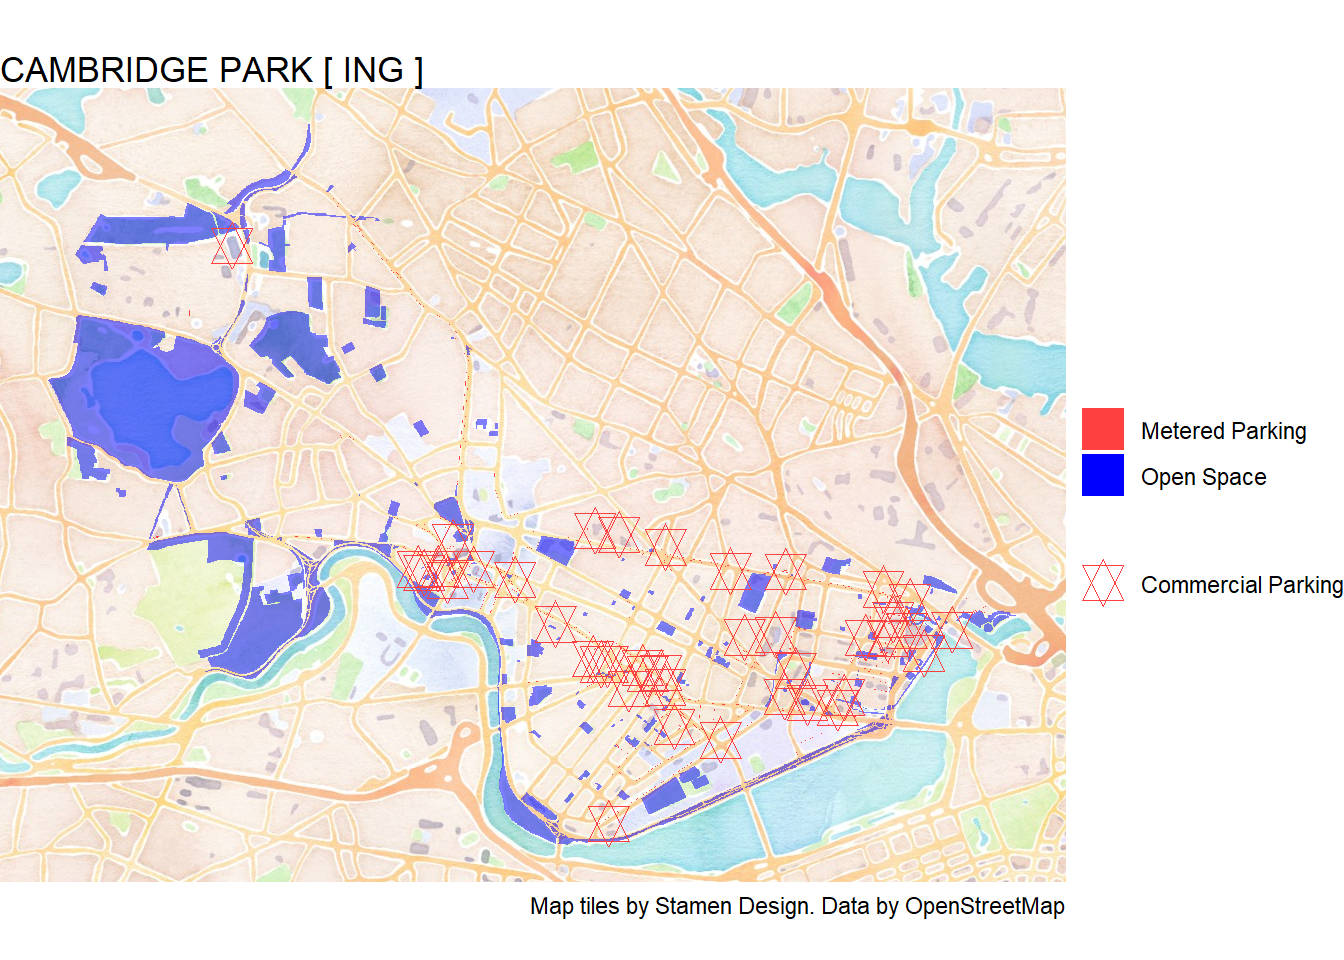 CAMBRIDGE PARK [ ING ]
Metered Parking
Open Space
Commercial Parking
Map tiles by Stamen Design. Data by OpenStreetMap